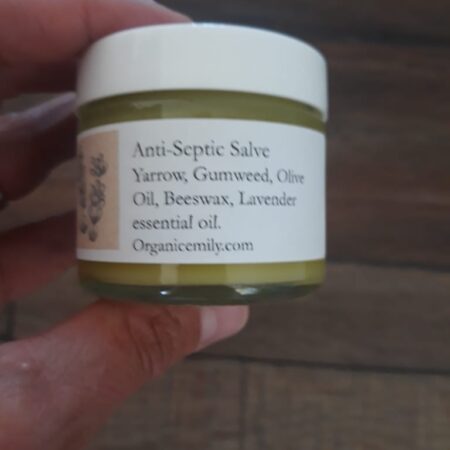 Anti-Septic Salve
Yarrow, Gumweed, Olive
Oil, Beeswax, Lavender
essential oil.
Organicemily.com